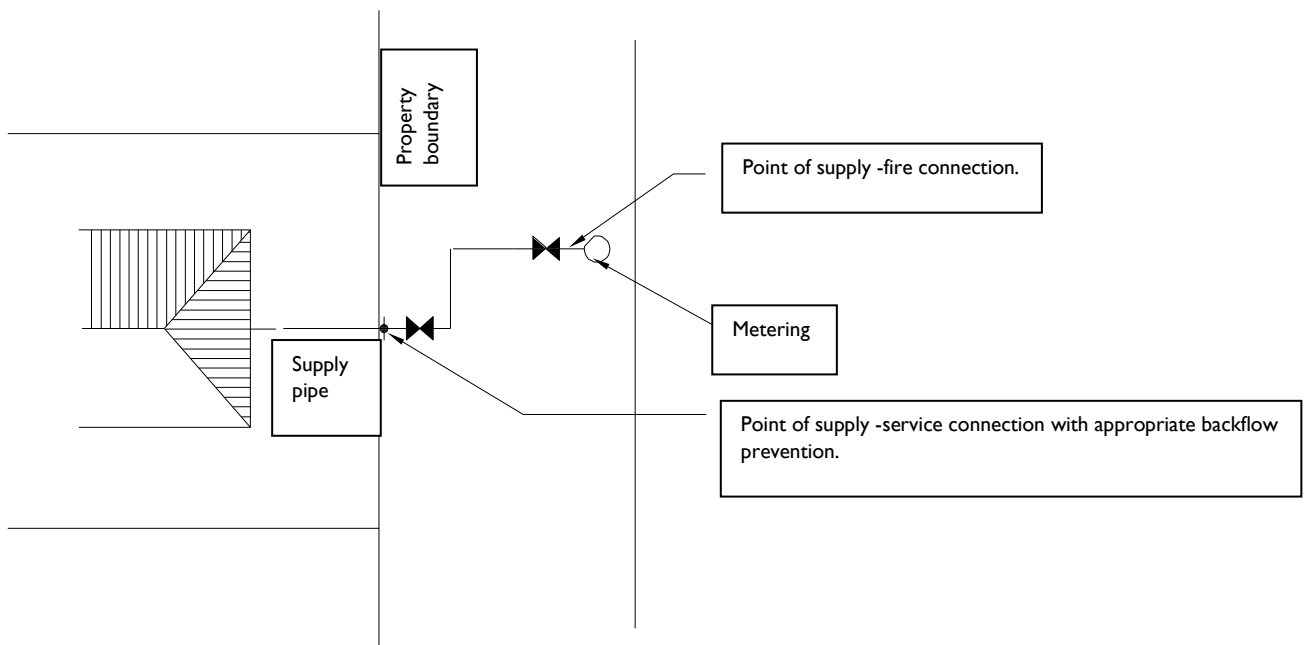 Property
boundary
Point of supply -fire connection.
Metering
Supply
pipe
Point of supply -service connection with appropriate backflow
prevention.